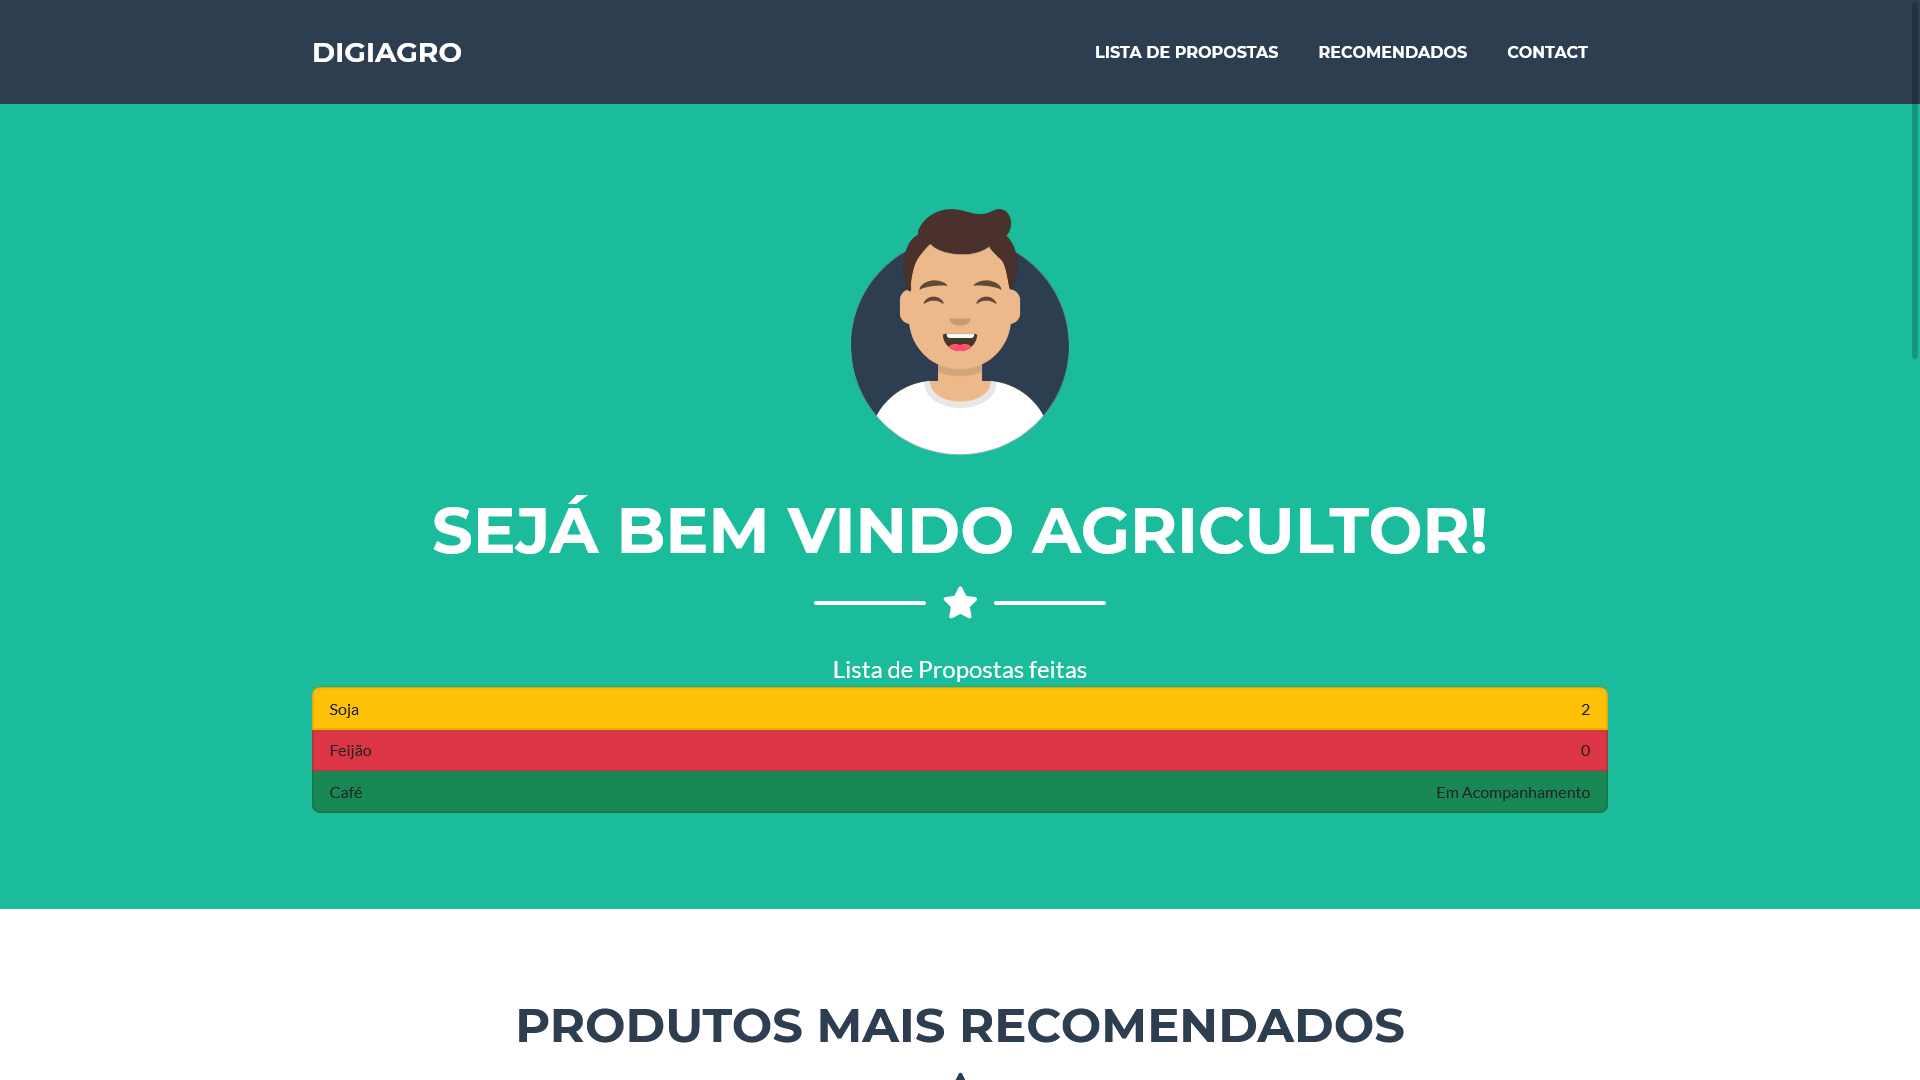 DIGIAGRO
LISTA DE PROPOSTAS
RECOMENDADOS
CONTACT
SEJÁ BEM VINDO AGRICULTOR!
Lista de Propostas feitas
Soja 2
Feijão 0
Café Em Acompanhamento
PRODUTOS MAIS RECOMENDADOS